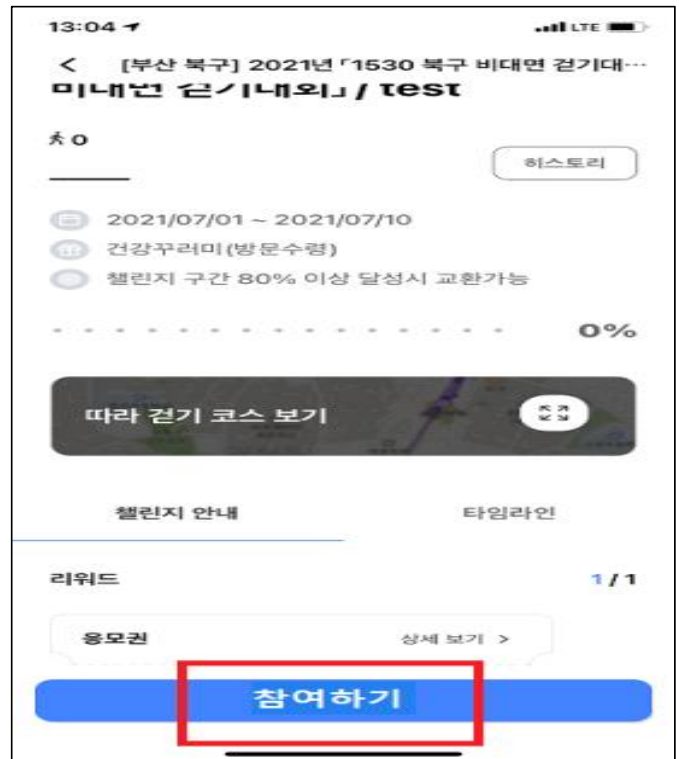 13:04
LTE
[부산 북구] 2021년 「1530 북구 비대면 걷기대…
비대면 걷기대회」 / test
0
히스토리
2021/07/01 ~ 2021/07/10
건강꾸러미(방문수령)
챌린지 구간 80% 이상 달성시 교환가능
0%
따라 걷기 코스 보기
챌린지 안내
타임라인
리워드
1 / 1
응모권
상세 보기 >
참여하기